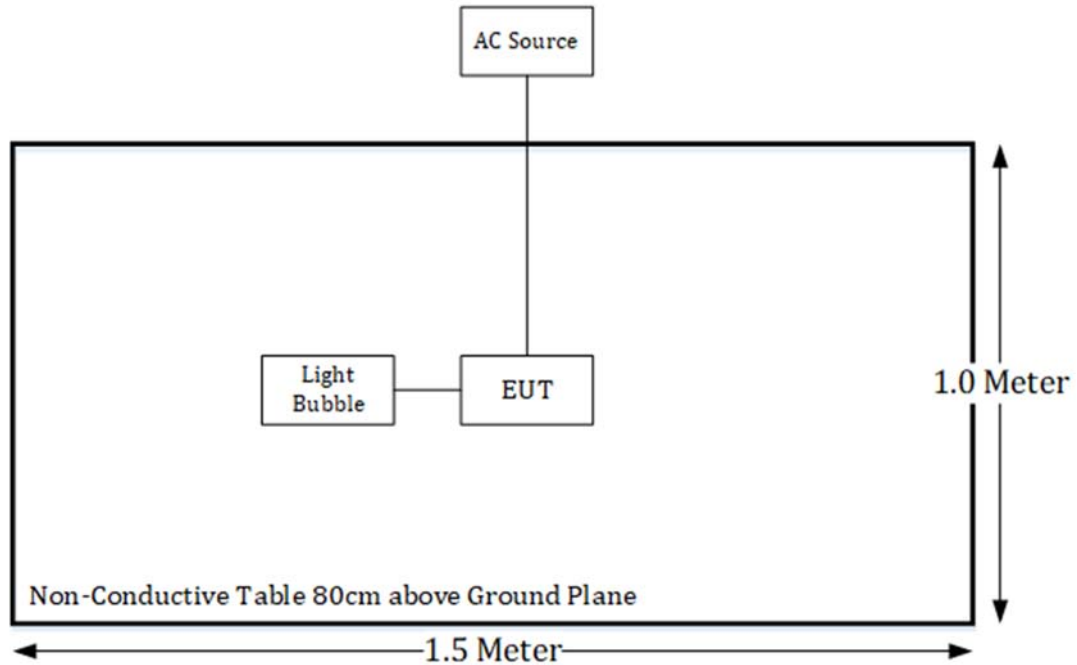 AC Source
Light
Bubble
EUT
1.0 Meter
Non-Conductive Table 80cm above Ground Plane
1.5 Meter